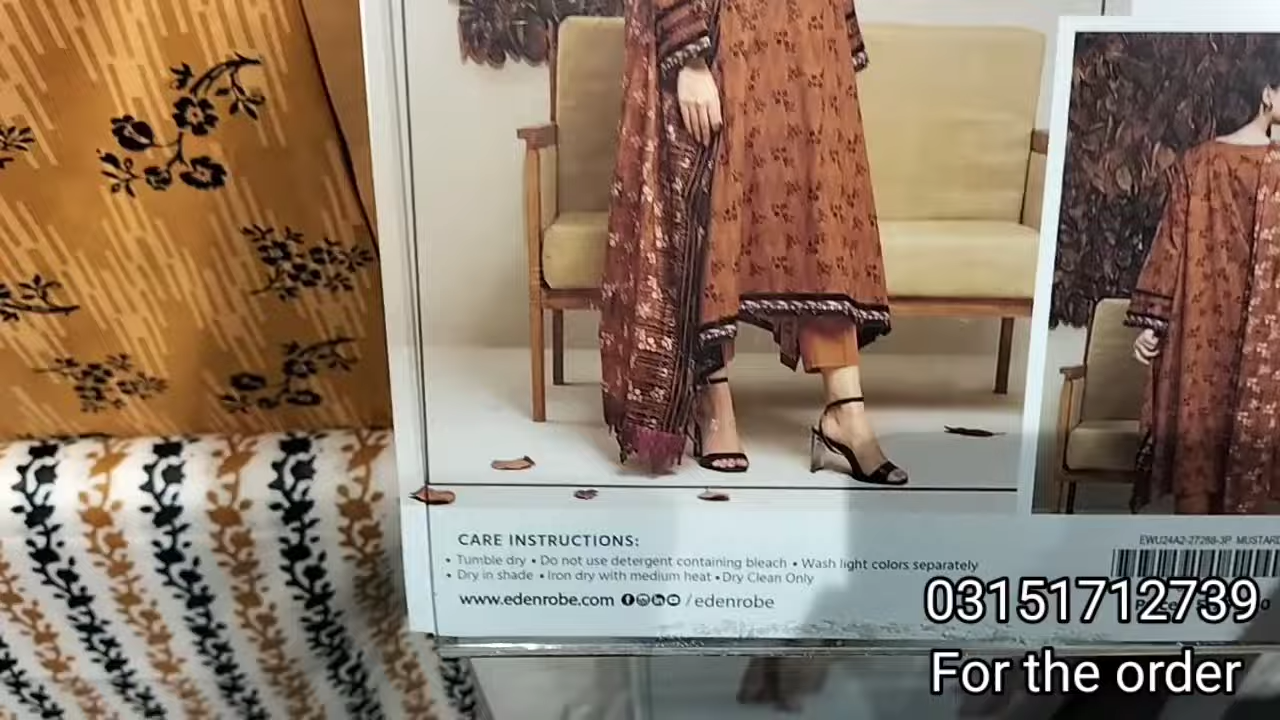 CARE INSTRUCTIONS:
• Tumble dry • Do not use detergent containing bleach • Wash light colors separately
• Dry in shade • Iron dry with medium heat • Dry Clean Only
www.edenrobe.com /edenrobe
EWU24A2-27288-3P MUSTARD
03151712739
For the order